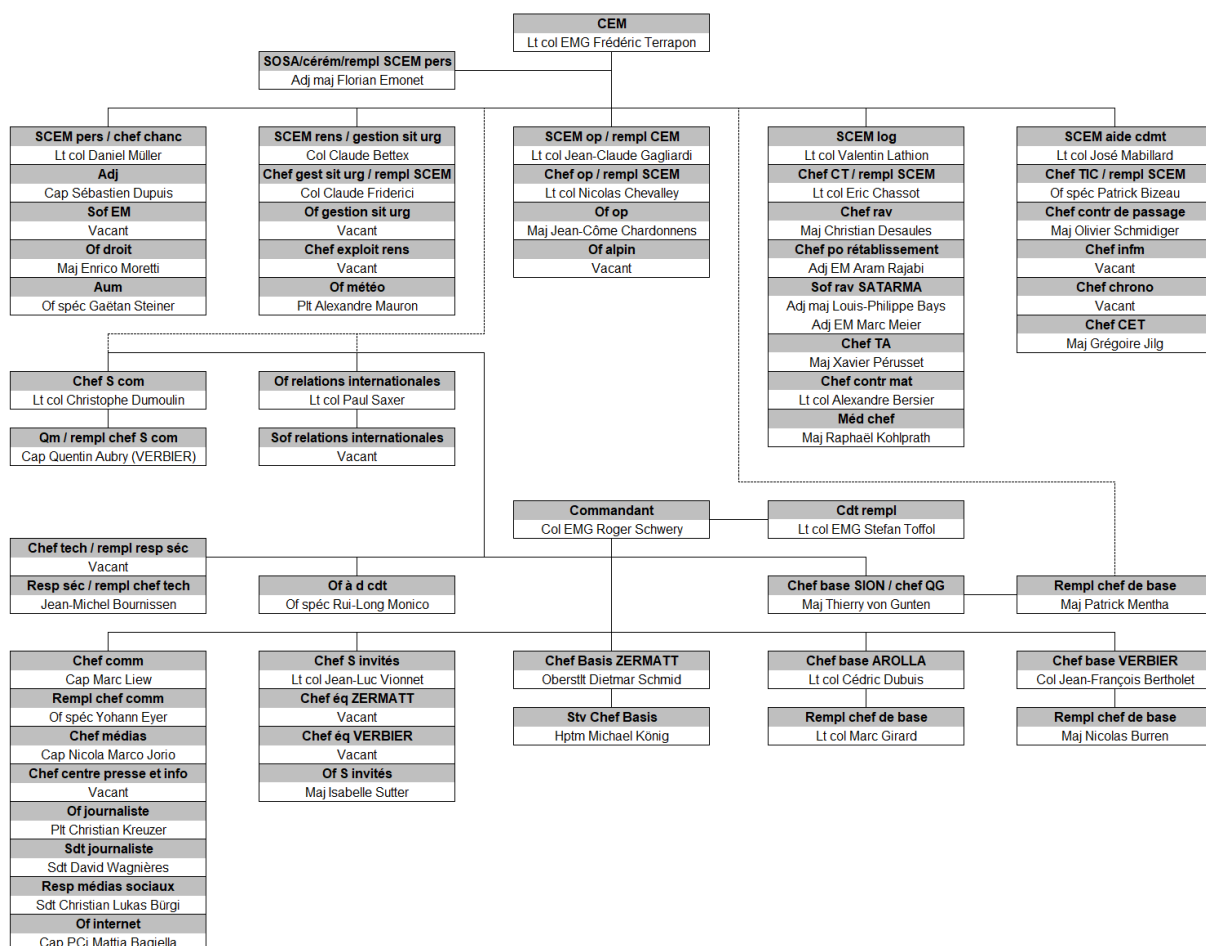 CEM
Lt col EMG Frédéric Terrapon
SOSA/cérém/rempl SCEM pers
Adj maj Florian Emonet
SCEM pers / chef chanc
Lt col Daniel Müller
Adj
Cap Sébastien Dupuis
Sof EM
Vacant
Of droit
Maj Enrico Moretti
Aum
Of spéc Gaëtan Steiner
SCEM rens / gestion sit urg
Col Claude Bettex
Chef gest sit urg / rempl SCEM
Col Claude Friderici
Of gestion sit urg
Vacant
Chef exploit rens
Vacant
Of météo
Plt Alexandre Mauron
SCEM op / rempl CEM
Lt col Jean-Claude Gagliardi
Chef op / rempl SCEM
Lt col Nicolas Chevalley
Of op
Maj Jean-Côme Chardonnens
Of alpin
Vacant
SCEM log
Lt col Valentin Lathion
Chef CT / rempl SCEM
Lt col Eric Chassot
Chef rav
Maj Christian Desaules
Chef po rétablissement
Adj EM Aram Rajabi
Sof rav SATARMA
Adj maj Louis-Philippe Bays
Adj EM Marc Meier
Chef TA
Maj Xavier Pérusset
Chef contr mat
Lt col Alexandre Bersier
Méd chef
Maj Raphaël Kohlprath
SCEM aide cdmt
Lt col José Mabillard
Chef TIC / rempl SCEM
Of spéc Patrick Bizeau
Chef contr de passage
Maj Olivier Schmidiger
Chef infm
Vacant
Chef chrono
Vacant
Chef CET
Maj Grégoire Jilg
Chef S com
Lt col Christophe Dumoulin
Qm / rempl chef S com
Cap Quentin Aubry (VERBIER)
Of relations internationales
Lt col Paul Saxer
Sof relations internationales
Vacant
Commandant
Col EMG Roger Schwery
Cdt rempl
Lt col EMG Stefan Toffol
Chef tech / rempl resp séc
Vacant
Resp séc / rempl chef tech
Jean-Michel Bournissen
Of à d cdt
Of spéc Rui-Long Monico
Chef base SION / chef QG
Maj Thierry von Gunten
Rempl chef de base
Maj Patrick Mentha
Chef comm
Cap Marc Liew
Rempl chef comm
Of spéc Yohann Eyer
Chef médias
Cap Nicola Marco Jorio
Chef centre presse et info
Vacant
Of journaliste
Plt Christian Kreuzer
Sdt journaliste
Sdt David Wagnières
Resp médias sociaux
Sdt Christian Lukas Bürgi
Of internet
Cap PCi Mattia Bagiella
Chef S invités
Lt col Jean-Luc Vionnet
Chef éq ZERMATT
Vacant
Chef éq VERBIER
Vacant
Of S invités
Maj Isabelle Sutter
Chef Basis ZERMATT
Oberstlt Dietmar Schmid
Stv Chef Basis
Hptm Michael König
Chef base AROLLA
Lt col Cédric Dubuis
Rempl chef de base
Lt col Marc Girard
Chef base VERBIER
Col Jean-François Bertholet
Rempl chef de base
Maj Nicolas Burren